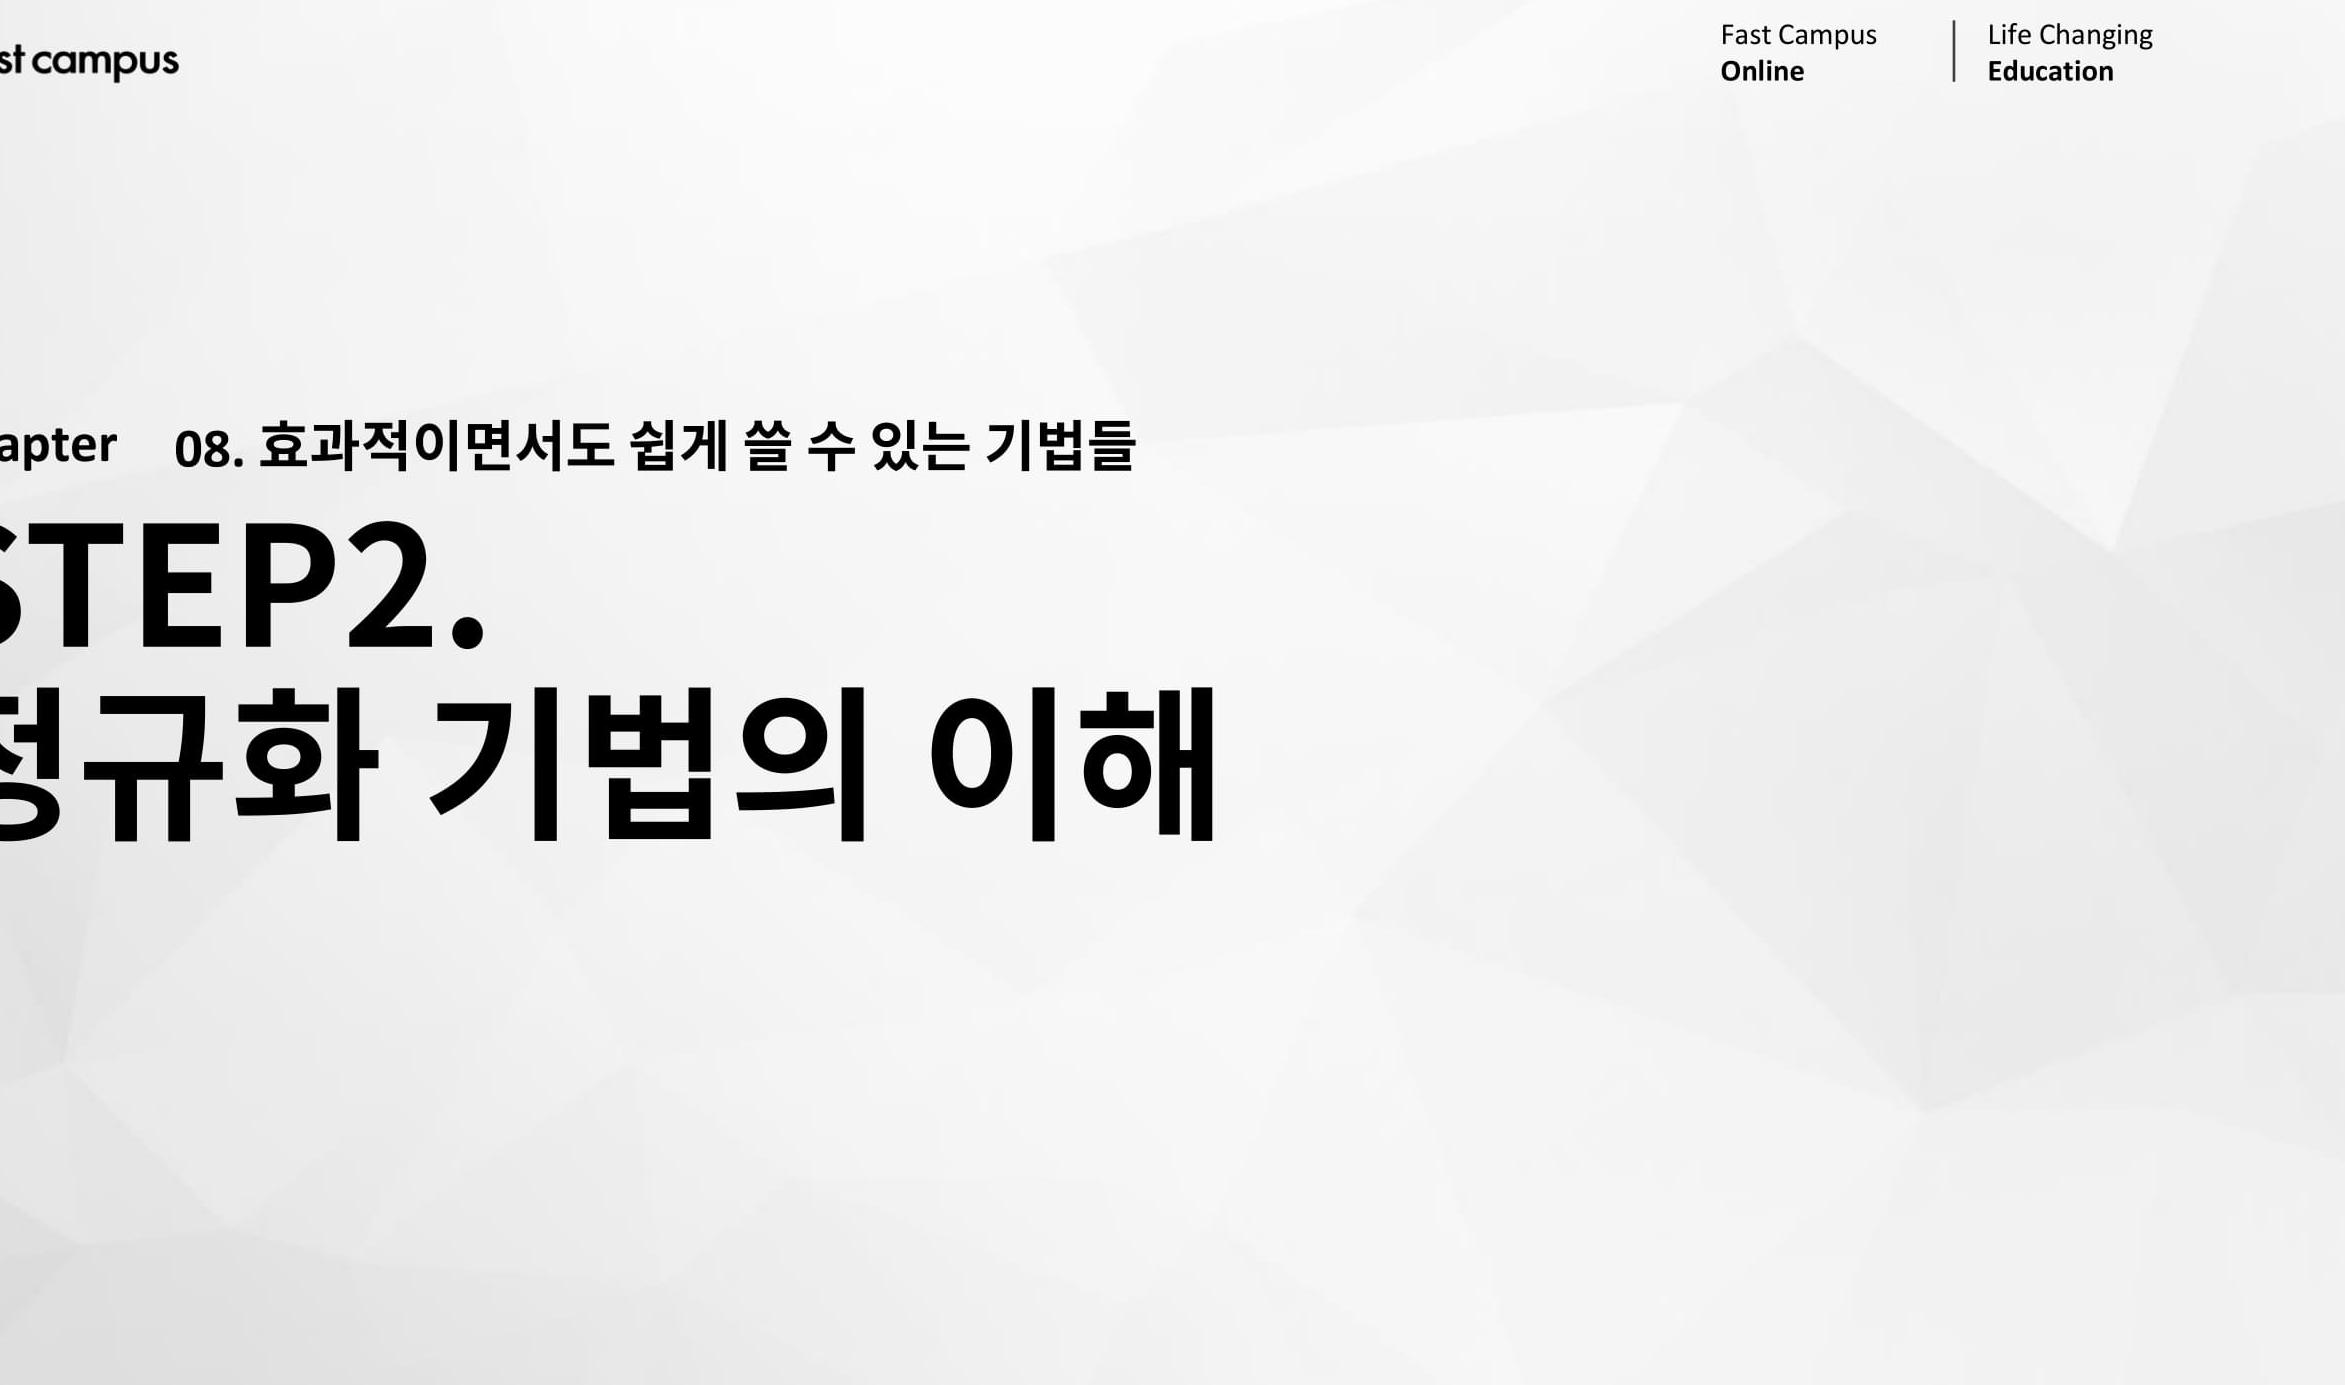 st campus
Fast Campus
Online
Life Changing
Education
apter 08. 효과적이면서도 쉽게 쓸 수 있는 기법들
STEP2.
정규화 기법의 이해